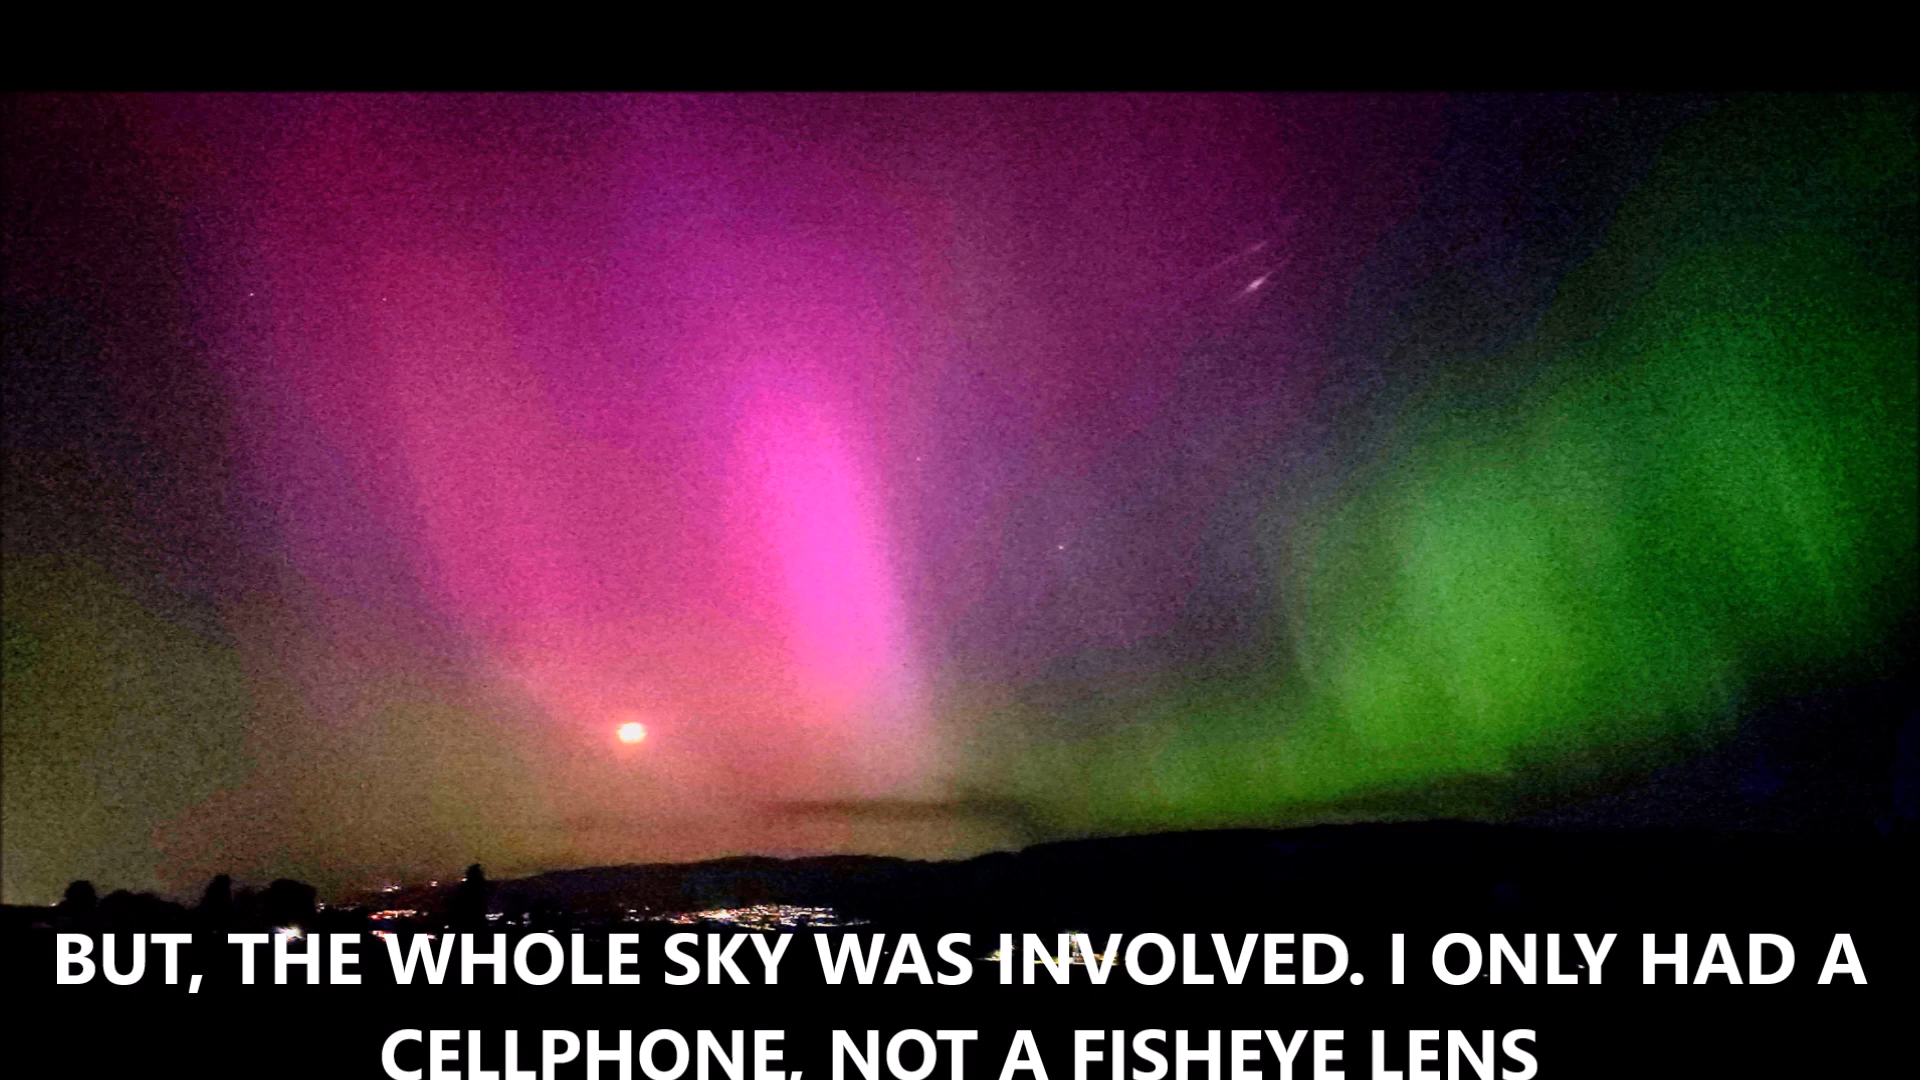 BUT, THE WHOLE SKY WAS INVOLVED. I ONLY HAD A
CELLPHONE, NOT A FISHEYE LENS